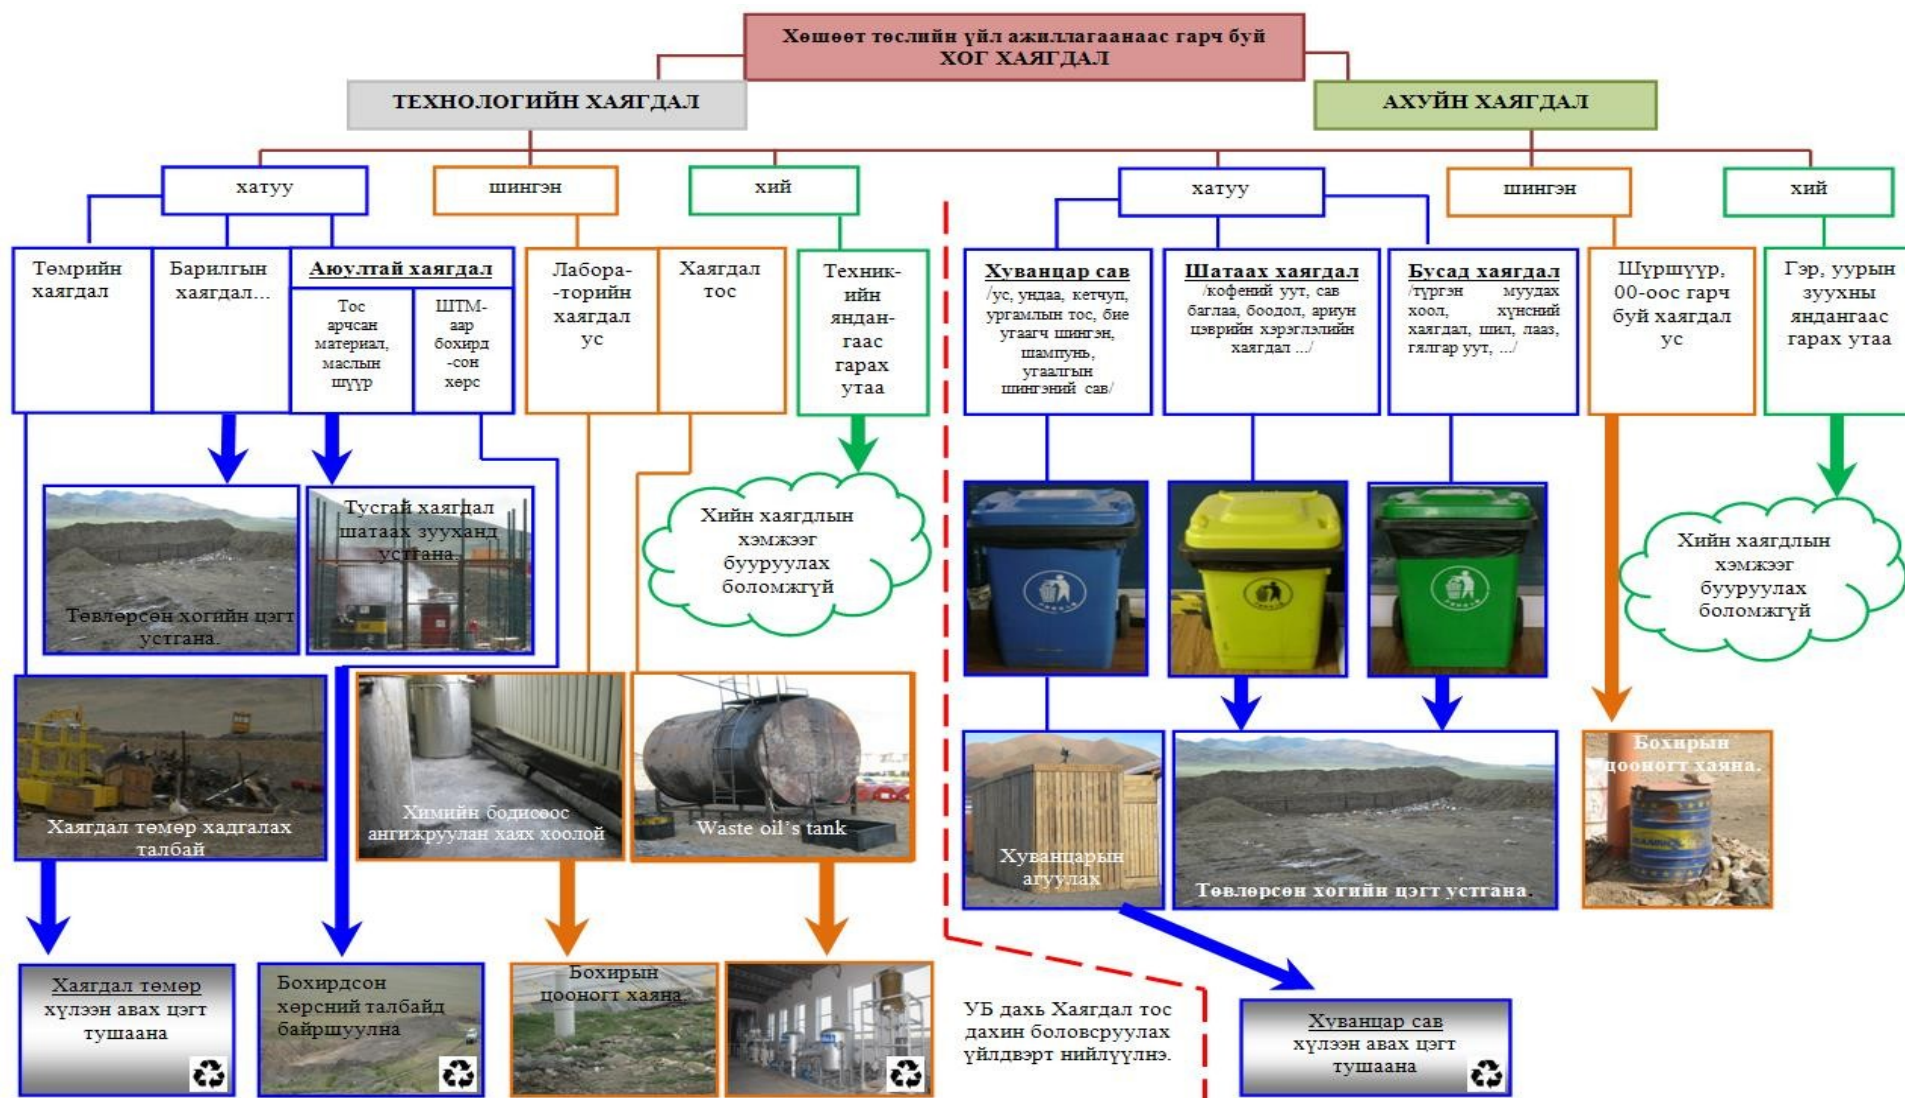 Хөшөөт төслийн үйл ажиллагаанаас гарч буй
ХОГ ХАЯГДАЛ
ТЕХНОЛОГИЙН ХАЯГДАЛ
АХУЙН ХАЯГДАЛ
хатуу
шингэн
хий
хатуу
шингэн
хий
Төмрийн
хаягдал
Барилгын
хаягдал...
Аюултай хаягдал
Тос
арчсан
материал,
маслын
шүүр
ШТМ-
аар
бохирд
-сон
хөрс
Лабора-
-торийн
хаягдал
ус
Хаягдал
тос
Техник-
ийн
яндан-
гаас
гарах
утаа
Хуванцар сав
/ус, ундаа, кетчуп,
ургамлын тос, бие
угаагч шингэн,
шампунь,
угаалгын
шингэний сав/
Шатаах хаягдал
/кофений уут, сав
баглаа, боодол, ариун
цэврийн хэрэглэлийн
хаягдал .../
Бусад хаягдал
/түргэн муудах
хоол, хүнсний
хаягдал, шил, лааз,
гялгар уут, .../
Шүршүүр,
00-оос гарч
буй хаягдал
ус
Гэр, уурын
зуухны
яндангаас
гарах утаа
Төвлөрсөн хогийн цэгт
устгана.
Тусгай хаягдал
шатаах зууханд
устгана.
Хийн хаягдлын
хэмжээг
бууруулах
боломжгүй
Хийн хаягдлын
хэмжээг
бууруулах
боломжгүй
Хаягдал төмөр хадгалах
талбай
Химийн бодисоос
ангижруулан хаях хоолой
Waste oil's tank
Хуванцарын
агуулах
Төвлөрсөн хогийн цэгт устгана.
Бохирын
цооногт хаяна.
Хаягдал төмөр
хүлээн авах цэгт
тушаана
Бохирдсон
хөрсний талбайд
байршуулна
Бохирын
цооногт хаяна.
УБ дахь Хаягдал тос
дахин боловсруулах
үйлдвэрт нийлүүлнэ.
Хуванцар сав
хүлээн авах цэгт
тушаана